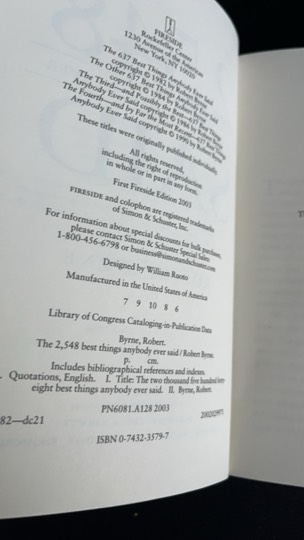 FIRESIDE
Rockefeller Center
1230 Avenue of the Americas
New York, NY 10020
The 637 Best Things Anybody Ever Said
copyright © 1982 by Robert Byrne
The Other 637 Best Things Anybody Ever Said
copyright © 1984 by Robert Byrne
The Third—and Possibly the Best—637 Best Things
Anybody Ever Said copyright © 1986 by Robert Byrne
The Fourth—and by Far the Most Recent—637 Best Things
Anybody Ever Said copyright © 1990 by Robert Byrne
These titles were originally published individually.
All rights reserved,
including the right of reproduction
in whole or in part in any form.
First Fireside Edition 2003
FIRESIDE and colophon are registered trademarks
of Simon & Schuster, Inc.
For information about special discounts for bulk purchases,
please contact Simon & Schuster Special Sales:
1-800-456-6798 or business@simonandschuster.com
Designed by William Ruoto
Manufactured in the United States of America
7 9 10 8 6
Library of Congress Cataloging-in-Publication Data
Byrne, Robert.
The 2,548 best things anybody ever said / Robert Byrne.
p. cm.
Includes bibliographical references and indexes.
. Quotations, English. I. Title: The two thousand five hundred forty-
eight best things anybody ever said. II. Byrne, Robert.
PN6081.A128 2003
82—dc21
ISBN 0-7432-3579-7